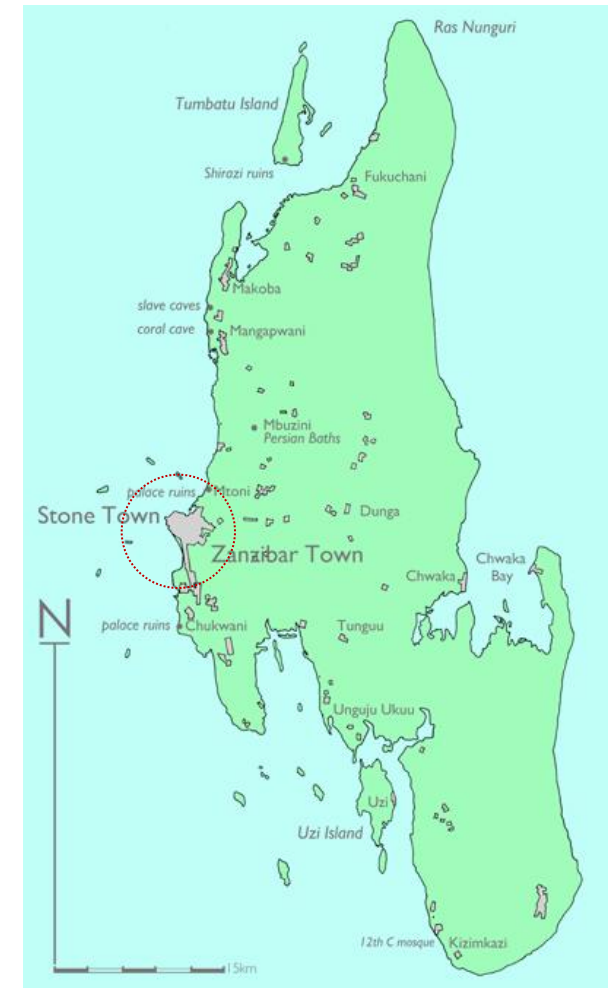 Ras Nunguri
Tumbatu Island
Shirazi ruins
Fukuchani
Makoba
slave caves
coral cave
Mangapwani
Mbuzini
Persian Baths
palace ruins
Mtoni
Stone Town
Dunga
Zanzibar Town
Chwaka
Bay
Chwaka
N
palace ruins
Chukwani
Tunguu
Unguju Ukuu
Uzi
Uzi Island
12th C mosque
Kizimkazi
15km